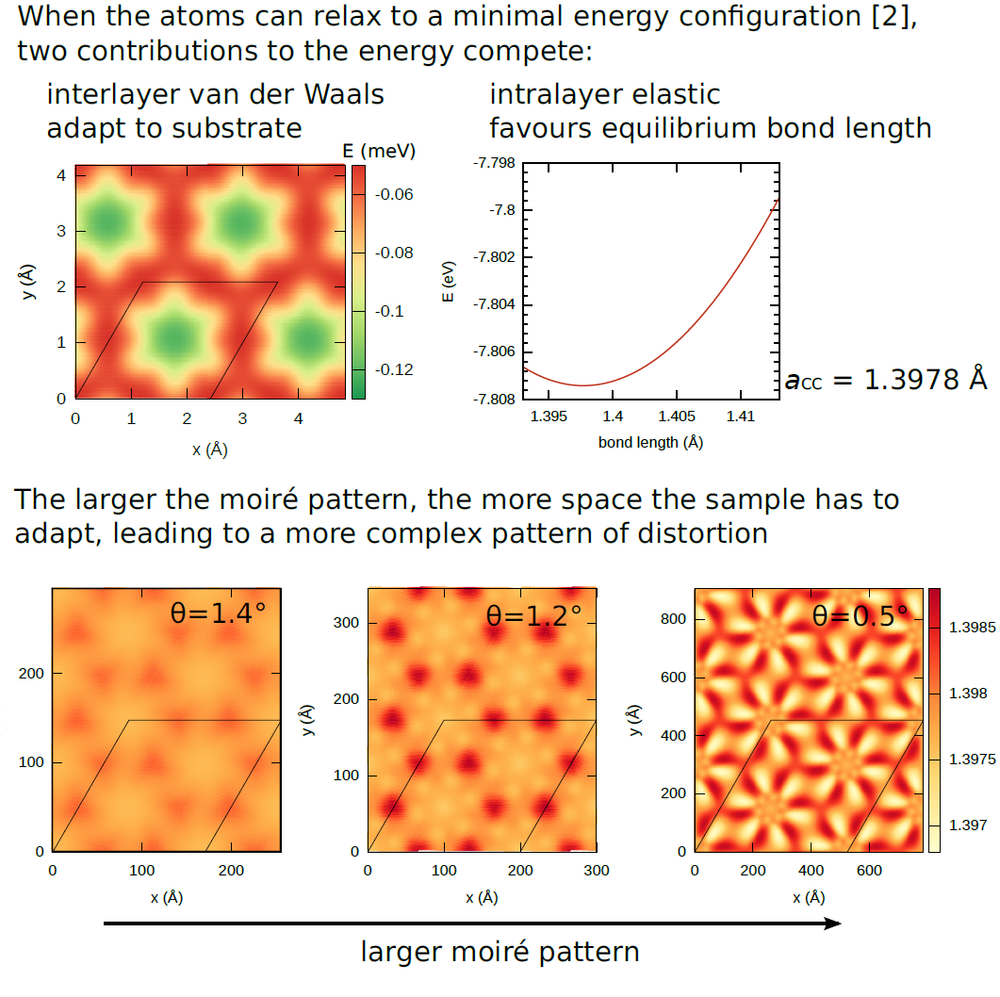 When the atoms can relax to a minimal energy configuration [2],
two contributions to the energy compete:
interlayer van der Waals
adapt to substrate
intralayer elastic
favours equilibrium bond length
E (meV)
4
3
2
1
0
y (Å)
0 1 2 3 4
x (Å)
-0.06
-0.08
-0.1
-0.12
-7.798
-7.8
-7.802
-7.804
-7.806
-7.808
E (eV)
1.395 1.4 1.405 1.41
bond length (Å)
aCC = 1.3978 Å
The larger the moiré pattern, the more space the sample has to
adapt, leading to a more complex pattern of distortion
θ=1.4°
200
100
0
0 100 200
x (Å)
θ=1.2°
300
200
100
0
y (Å)
0 100 200 300
x (Å)
θ=0.5°
800
600
400
200
0
y (Å)
0 200 400 600
x (Å)
1.3985
1.398
1.3975
1.397
larger moiré pattern